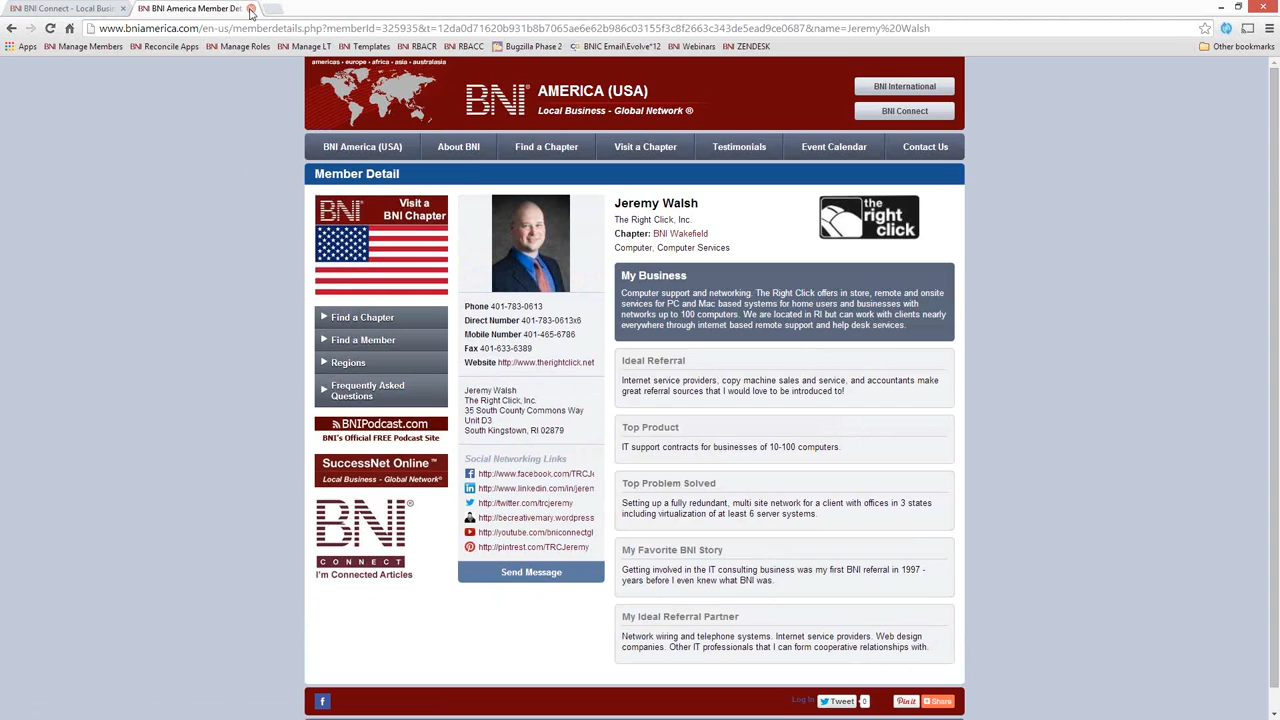 BNI BNI Connect - Local Busi
BNI BNI America Member Det
www.bniamerica.com/en-us/memberdetails.php?memberId=325935&t=12da0d71620b931b8b7065ae6e62b986c03155f3c8f2663c343de5ead9ce0687&name=Jeremy%20Walsh
Apps
BNI Manage Members
BNI Reconcile Apps
BNI Manage Roles
BNI Manage LT
BNI Templates
BNI RBACR
BNI RBACC
Bugzilla Phase 2
BNIC Email\Evolve*12
BNI Webinars
BNI ZENDESK
Other bookmarks
americas • europe • africa • asia • australasia
BNI®
AMERICA (USA)
Local Business - Global Network ®
BNI International
BNI Connect
BNI America (USA)
About BNI
Find a Chapter
Visit a Chapter
Testimonials
Event Calendar
Contact Us
Member Detail
BNI
Visit a
BNI Chapter
Find a Chapter
Find a Member
Regions
Frequently Asked
Questions
BNIPodcast.com
BNI's Official FREE Podcast Site
SuccessNet Online™
Local Business - Global Network®
BNI®
CONNECT
I'm Connected Articles
Phone 401-783-0613
Direct Number 401-783-0613x6
Mobile Number 401-465-6786
Fax 401-633-6389
Website http://www.therightclick.net
Jeremy Walsh
The Right Click, Inc.
35 South County Commons Way
Unit D3
South Kingstown, RI 02879
Social Networking Links
http://www.facebook.com/TRCJe
http://www.linkedin.com/in/jerem
http://twitter.com/trcjeremy
http://becreativemary.wordpress
http://youtube.com/bniconnectgl
http://pintrest.com/TRCJeremy
Send Message
Jeremy Walsh
The Right Click, Inc.
Chapter: BNI Wakefield
Computer, Computer Services
the
right
click
My Business
Computer support and networking. The Right Click offers in store, remote and onsite
services for PC and Mac based systems for home users and businesses with
networks up to 100 computers. We are located in RI but can work with clients nearly
everywhere through internet based remote support and help desk services.
Ideal Referral
Internet service providers, copy machine sales and service, and accountants make
great referral sources that I would love to be introduced to!
Top Product
IT support contracts for businesses of 10-100 computers.
Top Problem Solved
Setting up a fully redundant, multi site network for a client with offices in 3 states
including virtualization of at least 6 server systems.
My Favorite BNI Story
Getting involved in the IT consulting business was my first BNI referral in 1997 -
years before I even knew what BNI was.
My Ideal Referral Partner
Network wiring and telephone systems. Internet service providers. Web design
companies. Other IT professionals that I can form cooperative relationships with.
Log In
Tweet
0
Pin it
Share